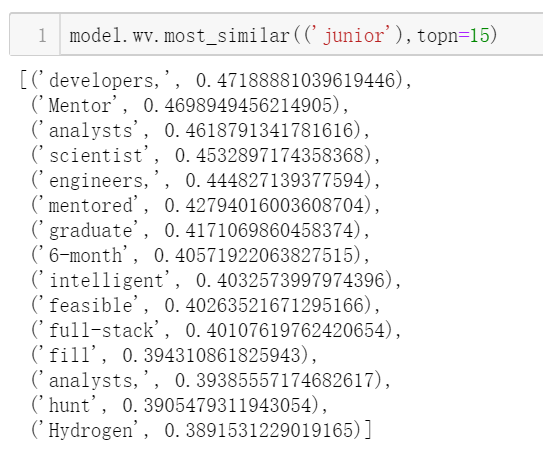 1 model.wv.most_similar(('junior'),topn=15)
[('developers,', 0.47188881039619446),
('Mentor', 0.4698949456214905),
('analysts', 0.4618791341781616),
('scientist', 0.4532897174358368),
('engineers,', 0.444827139377594),
('mentored', 0.42794016003608704),
('graduate', 0.4171069860458374),
('6-month', 0.40571922063827515),
('intelligent', 0.4032573997974396),
('feasible', 0.40263521671295166),
('full-stack', 0.40107619762420654),
('fill', 0.394310861825943),
('analysts,', 0.39385557174682617),
('hunt', 0.3905479311943054),
('Hydrogen', 0.3891531229019165)]